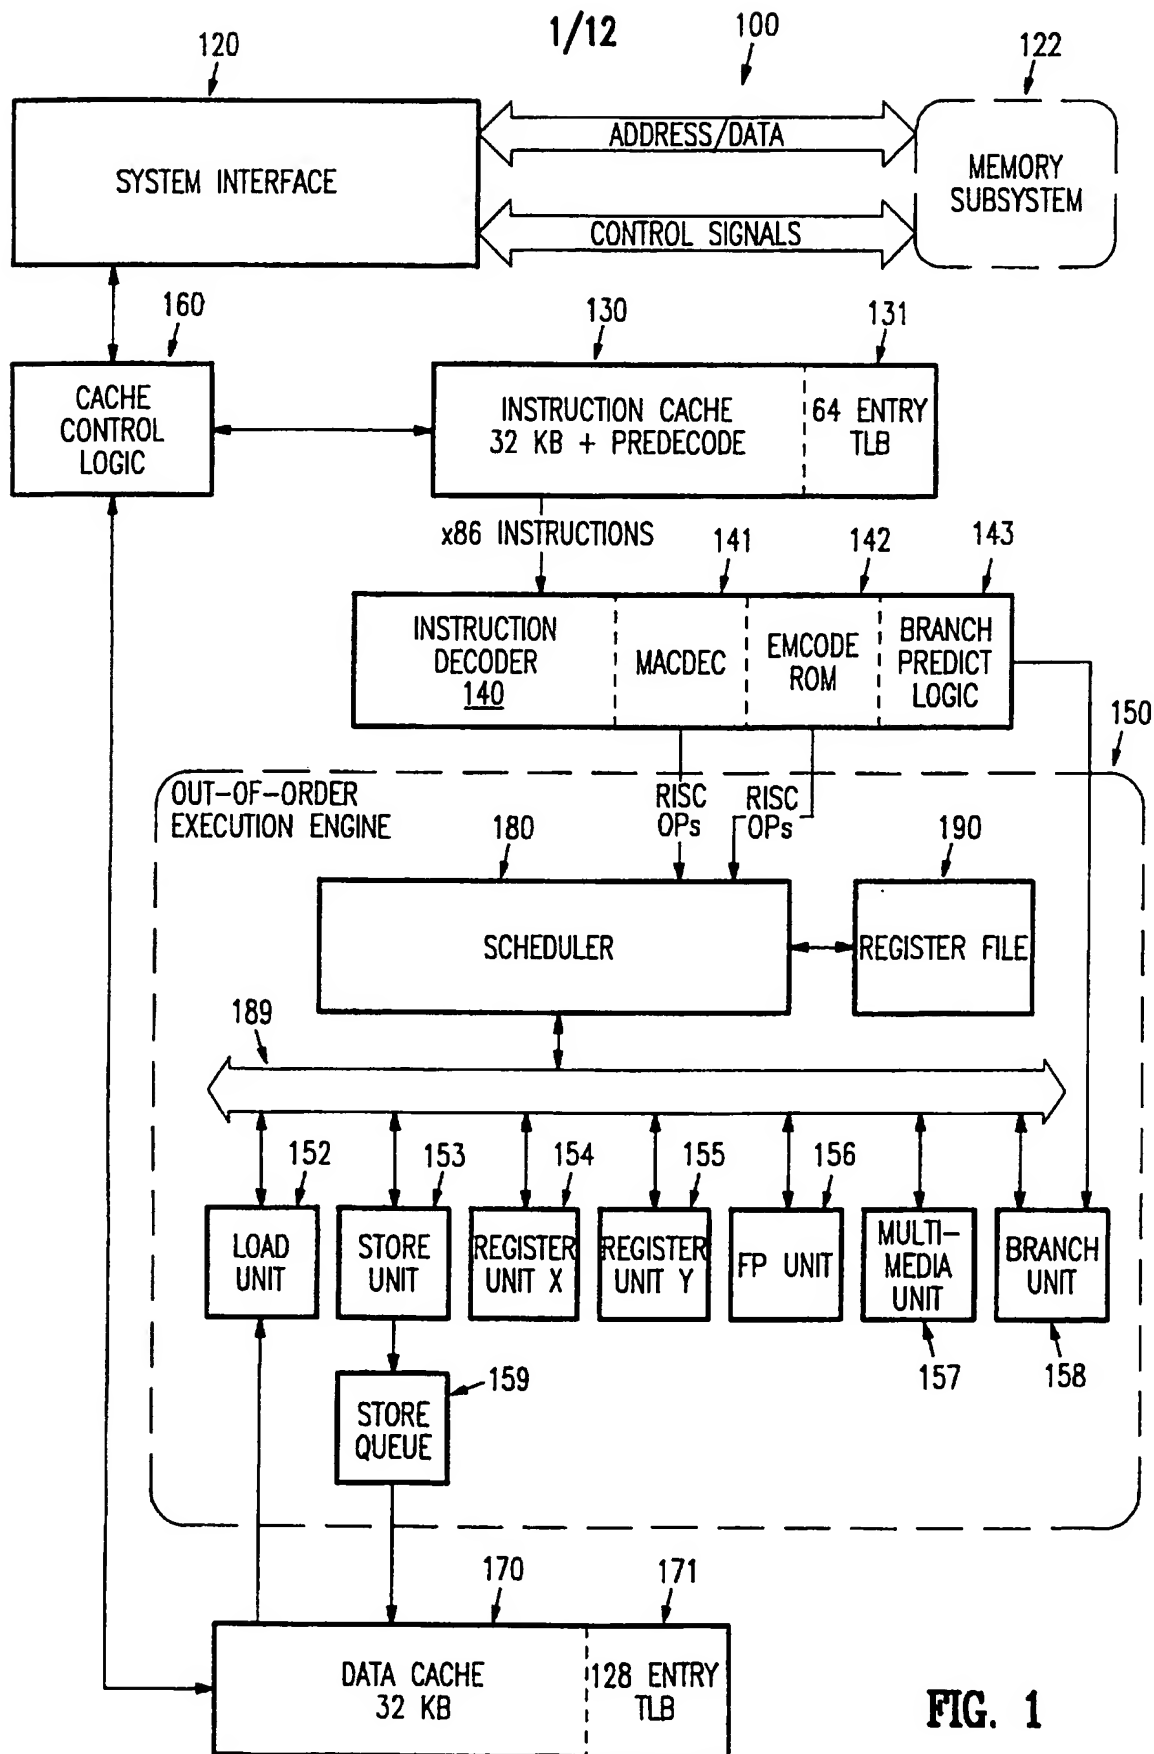 1/12
120
100
122
SYSTEM INTERFACE
ADDRESS/DATA
CONTROL SIGNALS
MEMORY
SUBSYSTEM
160
130
131
CACHE
CONTROL
LOGIC
INSTRUCTION CACHE
32 KB + PREDECODE
64 ENTRY
TLB
x86 INSTRUCTIONS
141
142
143
INSTRUCTION
DECODER
140
MACDEC
EMCODE
ROM
BRANCH
PREDICT
LOGIC
150
OUT-OF-ORDER
EXECUTION ENGINE
RISC
OPs
RISC
OPs
180
190
SCHEDULER
REGISTER FILE
189
152
153
154
155
156
LOAD
UNIT
STORE
UNIT
REGISTER
UNIT X
REGISTER
UNIT Y
FP UNIT
MULTI-
MEDIA
UNIT
BRANCH
UNIT
157
158
159
STORE
QUEUE
170
171
DATA CACHE
32 KB
128 ENTRY
TLB
FIG. 1